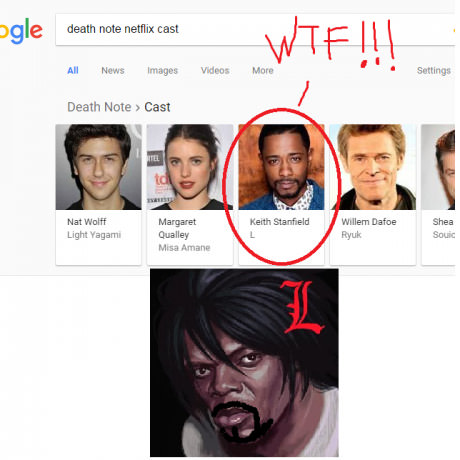 ogle
death note netflix cast
WTF!!!
All News Images Videos More Settings
Death Note > Cast
Nat Wolff
Light Yagami
Margaret
Qualley
Misa Amane
Keith Stanfield
L
Willem Dafoe
Ryuk
Shea
Souic
L